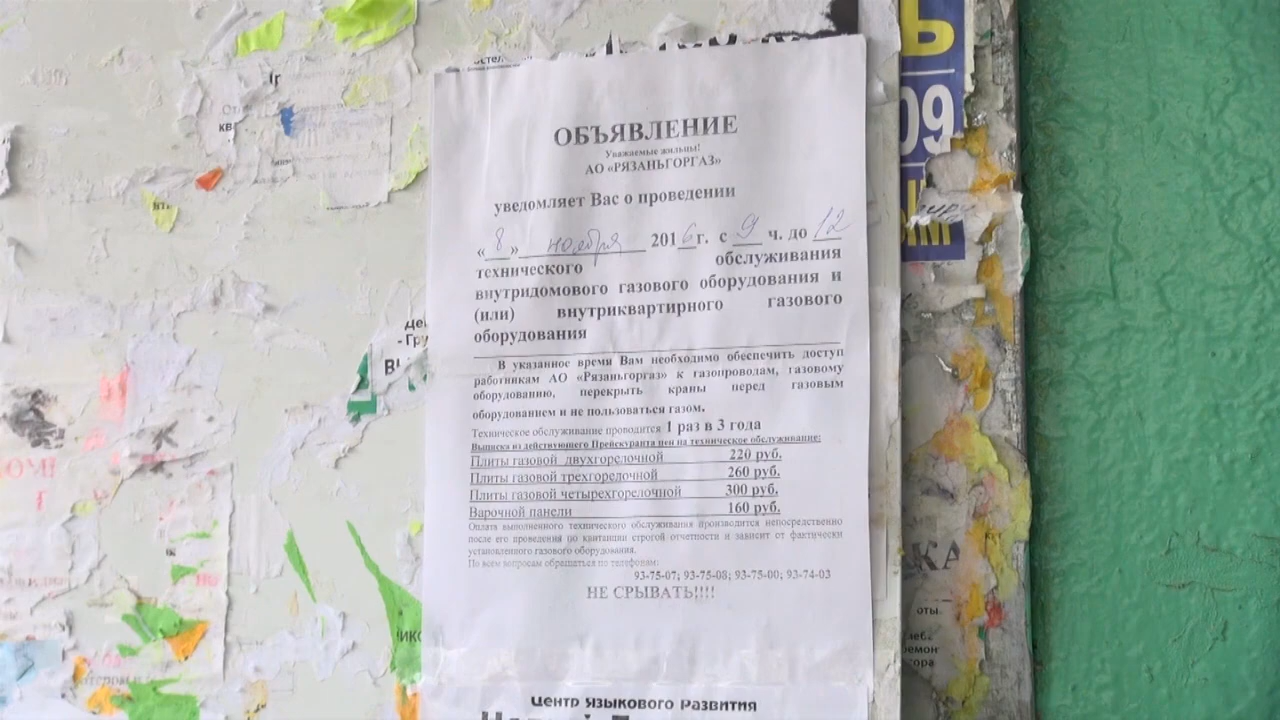 ОБЪЯВЛЕНИЕ
Уважаемые жильцы!
АО «РЯЗАНЬГОРГАЗ»
уведомляет Вас о проведении
«8» ноября 2016г. с 9 ч. до 12
технического обслуживания
внутридомового газового оборудования и
(или) внутриквартирного газового
оборудования
В указанное время Вам необходимо обеспечить доступ
работникам АО «Рязаньгоргаз» к газопроводам, газовому
оборудованию, перекрыть краны перед газовым
оборудованием и не пользоваться газом.
Техническое обслуживание проводится 1 раз в 3 года
Выписка из действующего Прейскуранта цен на техническое обслуживание:
Плиты газовой двухгорелочной 220 руб.
Плиты газовой трехгорелочной 260 руб.
Плиты газовой четырехгорелочной 300 руб.
Варочной панели 160 руб.
Оплата выполненного технического обслуживания производится непосредственно
после его проведения по квитанции строгой отчетности и зависит от фактически
установленного газового оборудования.
По всем вопросам обращаться по телефонам:
93-75-07; 93-75-08; 93-75-00; 93-74-03
НЕ СРЫВАТЬ!!!!
Центр Языкового Развития
Ь
09
ЫМ
КА